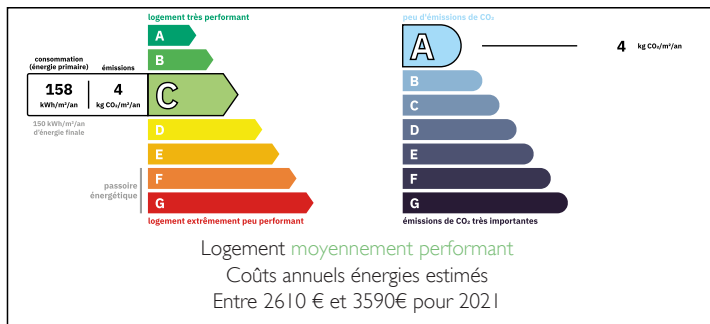 logement très performant
A
B
consommation
(énergie primaire)
émissions
158
kWh/m²/an
4
kg CO₂/m²/an
C
150 kWh/m²/an
d'énergie finale
D
E
F
G
passoire
énergétique
logement extrêmement peu performant
peu d'émissions de CO₂
A
4 kg CO₂/m²/an
B
C
D
E
F
G
émissions de CO₂ très importantes
Logement moyennement performant
Coûts annuels énergies estimés
Entre 2610 € et 3590€ pour 2021